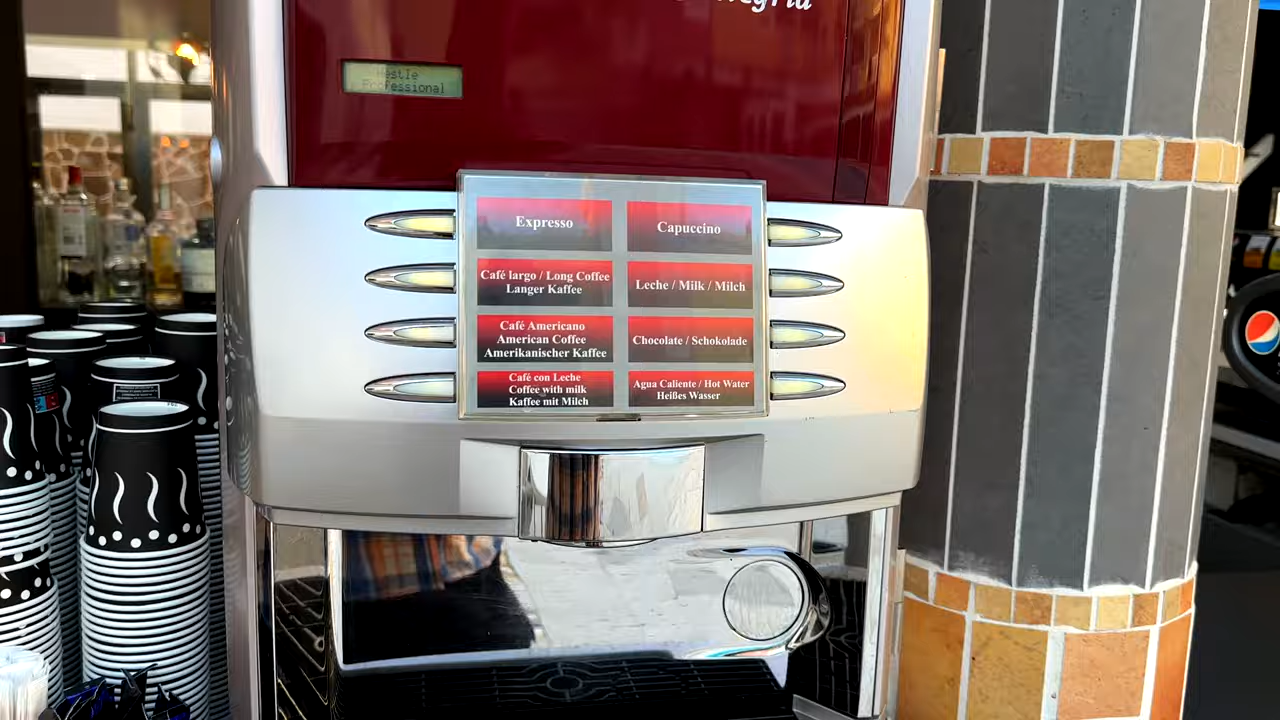 Nestle
Professional
Expresso
Capuccino
Café largo / Long Coffee
Langer Kaffee
Leche / Milk / Milch
Café Americano
American Coffee
Amerikanischer Kaffee
Chocolate / Schokolade
Café con Leche
Coffee with milk
Kaffee mit Milch
Agua Caliente / Hot Water
Heißes Wasser